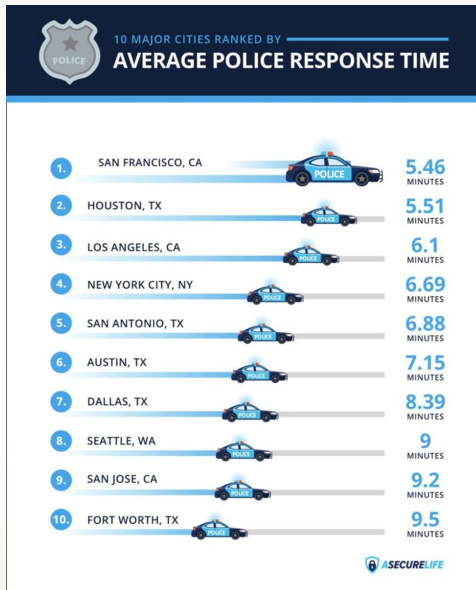 10 MAJOR CITIES RANKED BY
AVERAGE POLICE RESPONSE TIME
POLICE
1. SAN FRANCISCO, CA POLICE 5.46
MINUTES
2. HOUSTON, TX POLICE 5.51
MINUTES
3. LOS ANGELES, CA POLICE 6.1
MINUTES
4. NEW YORK CITY, NY POLICE 6.69
MINUTES
5. SAN ANTONIO, TX POLICE 6.88
MINUTES
6. AUSTIN, TX POLICE 7.15
MINUTES
7. DALLAS, TX POLICE 8.39
MINUTES
8. SEATTLE, WA POLICE 9
MINUTES
9. SAN JOSE, CA POLICE 9.2
MINUTES
10. FORT WORTH, TX POLICE 9.5
MINUTES
ASECURELIFE